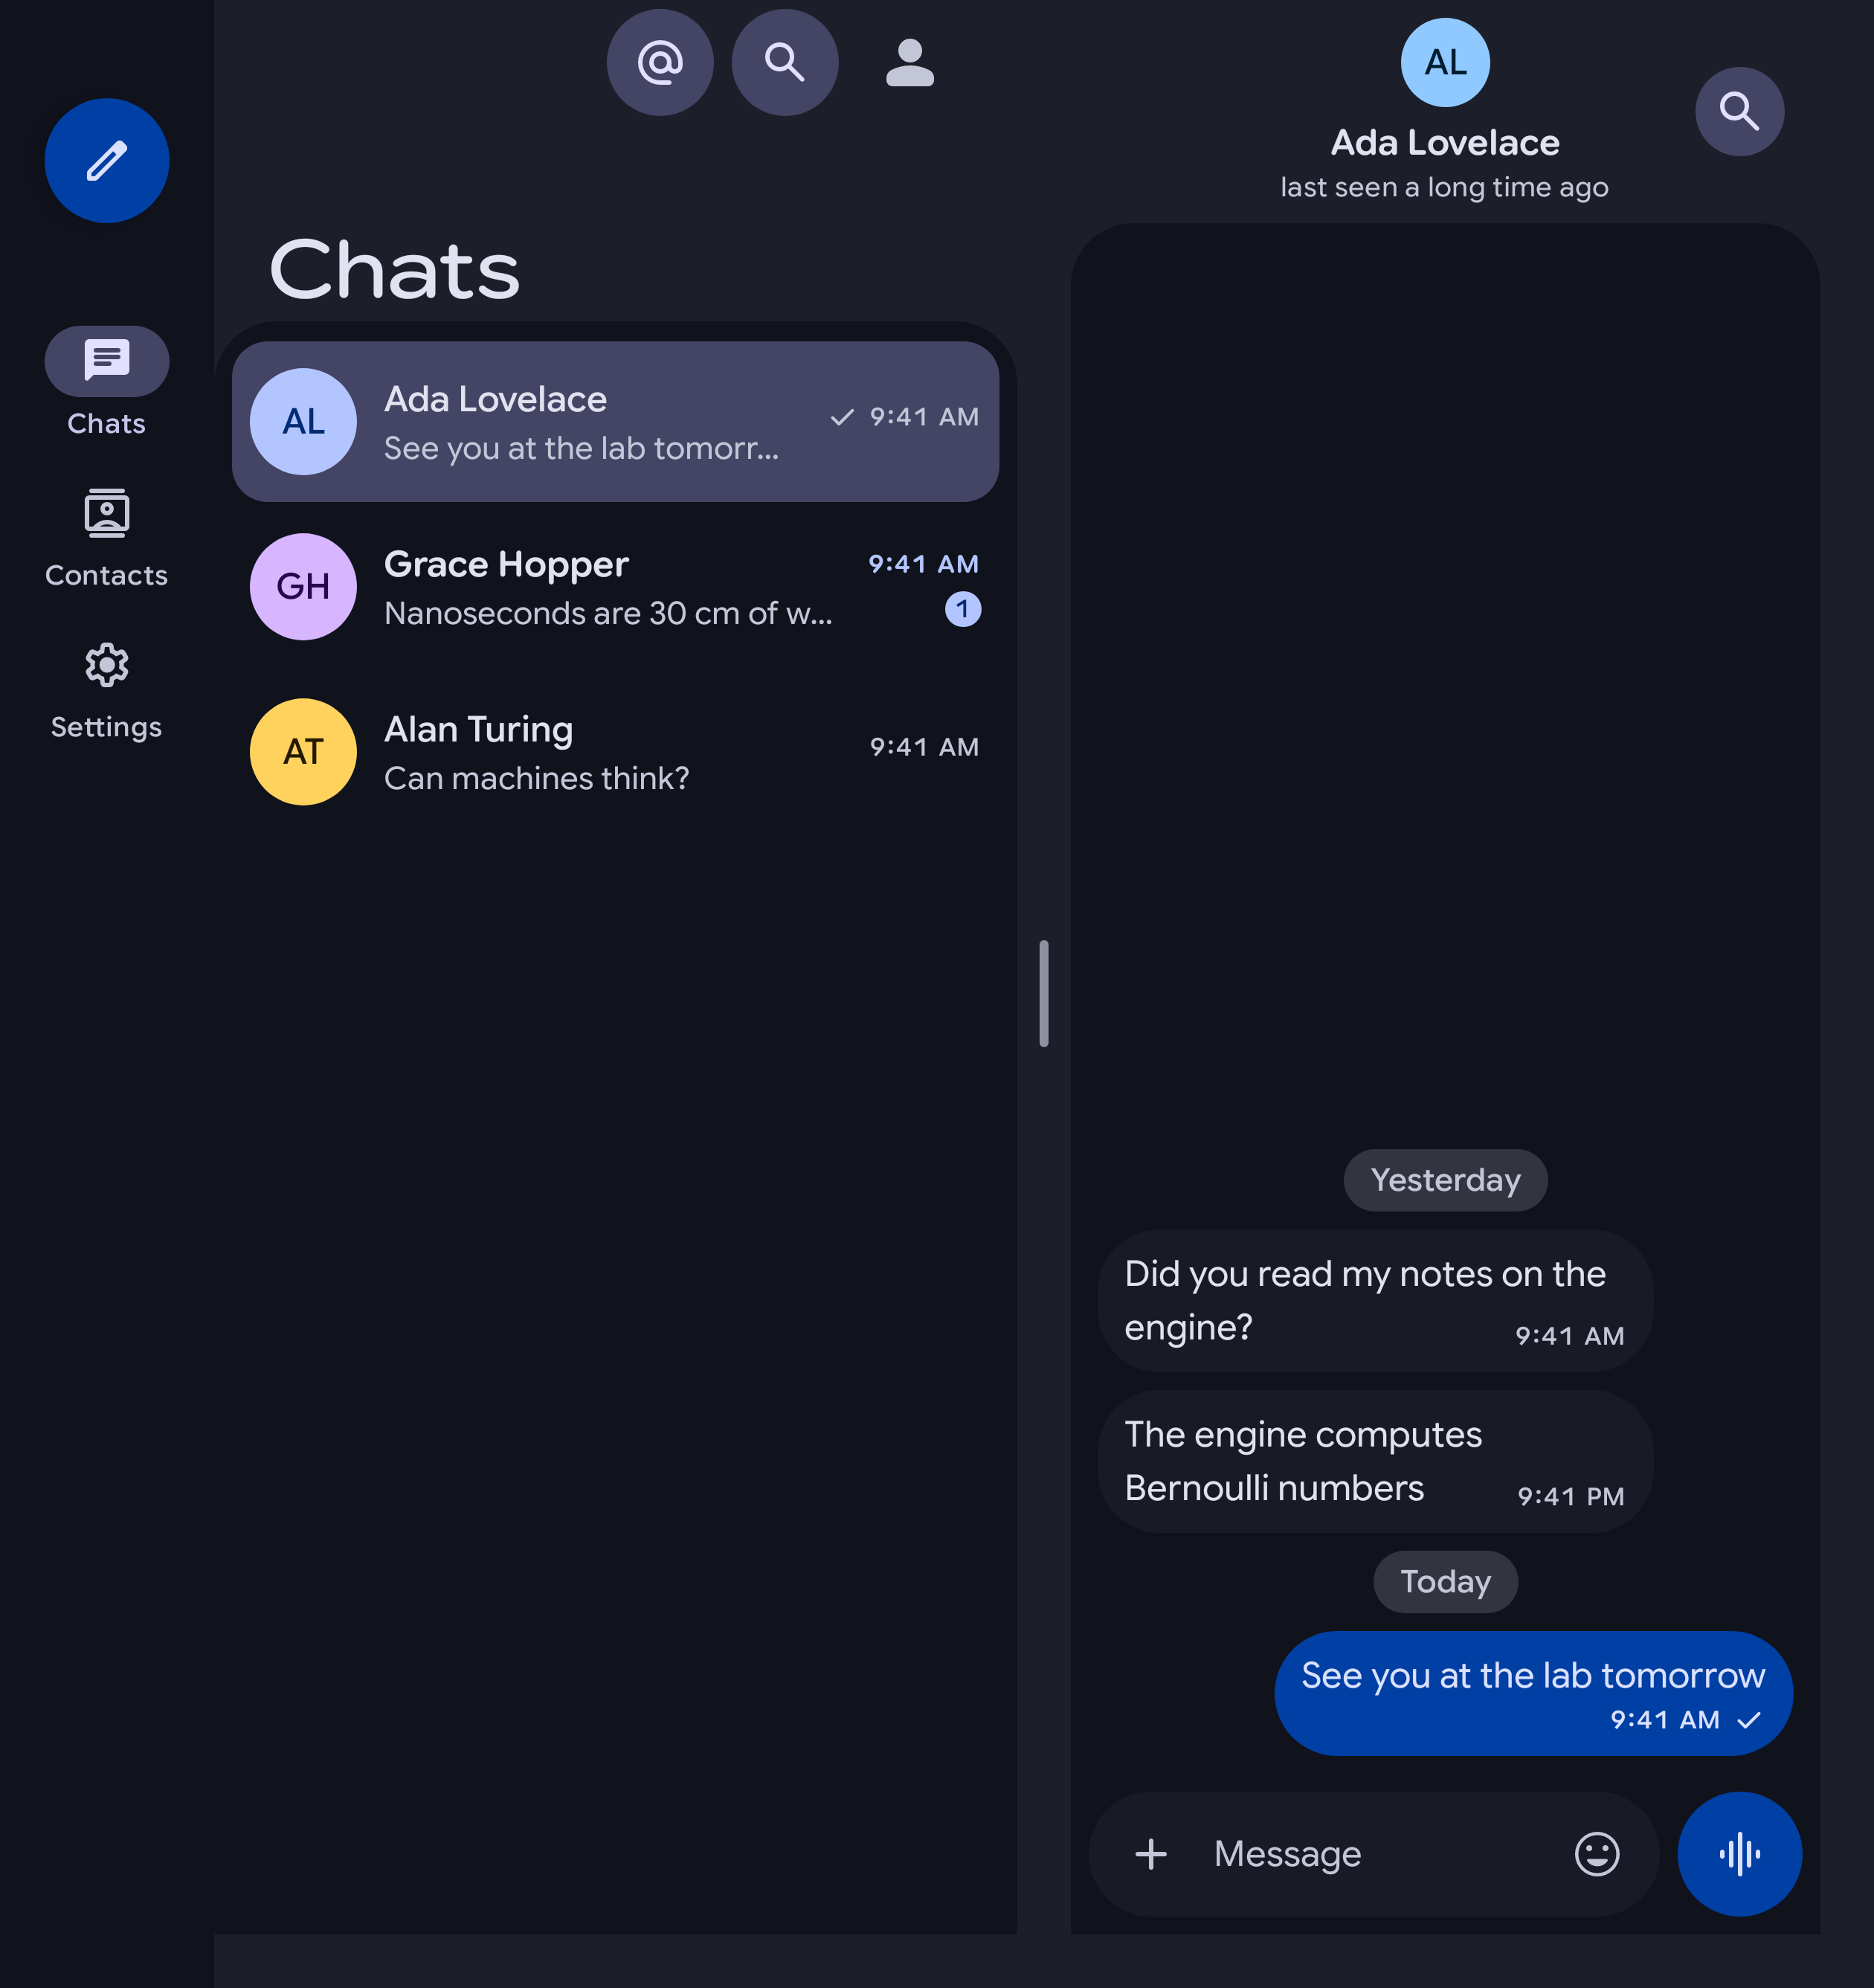 Chats
Contacts
Settings
Chats
AL
Ada Lovelace
9:41 AM
See you at the lab tomorr...
GH
Grace Hopper
9:41 AM
Nanoseconds are 30 cm of w...
1
AT
Alan Turing
9:41 AM
Can machines think?
AL
Ada Lovelace
last seen a long time ago
Yesterday
Did you read my notes on the
engine?
9:41 AM
The engine computes
Bernoulli numbers
9:41 PM
Today
See you at the lab tomorrow
9:41 AM
Message